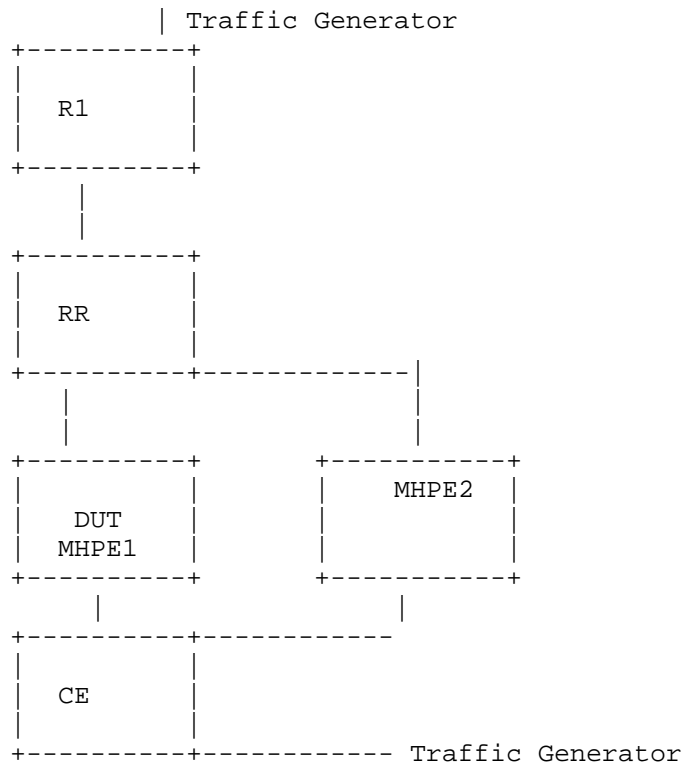 Traffic Generator
R1
RR
MHPE2
DUT
MHPE1
CE
Traffic Generator